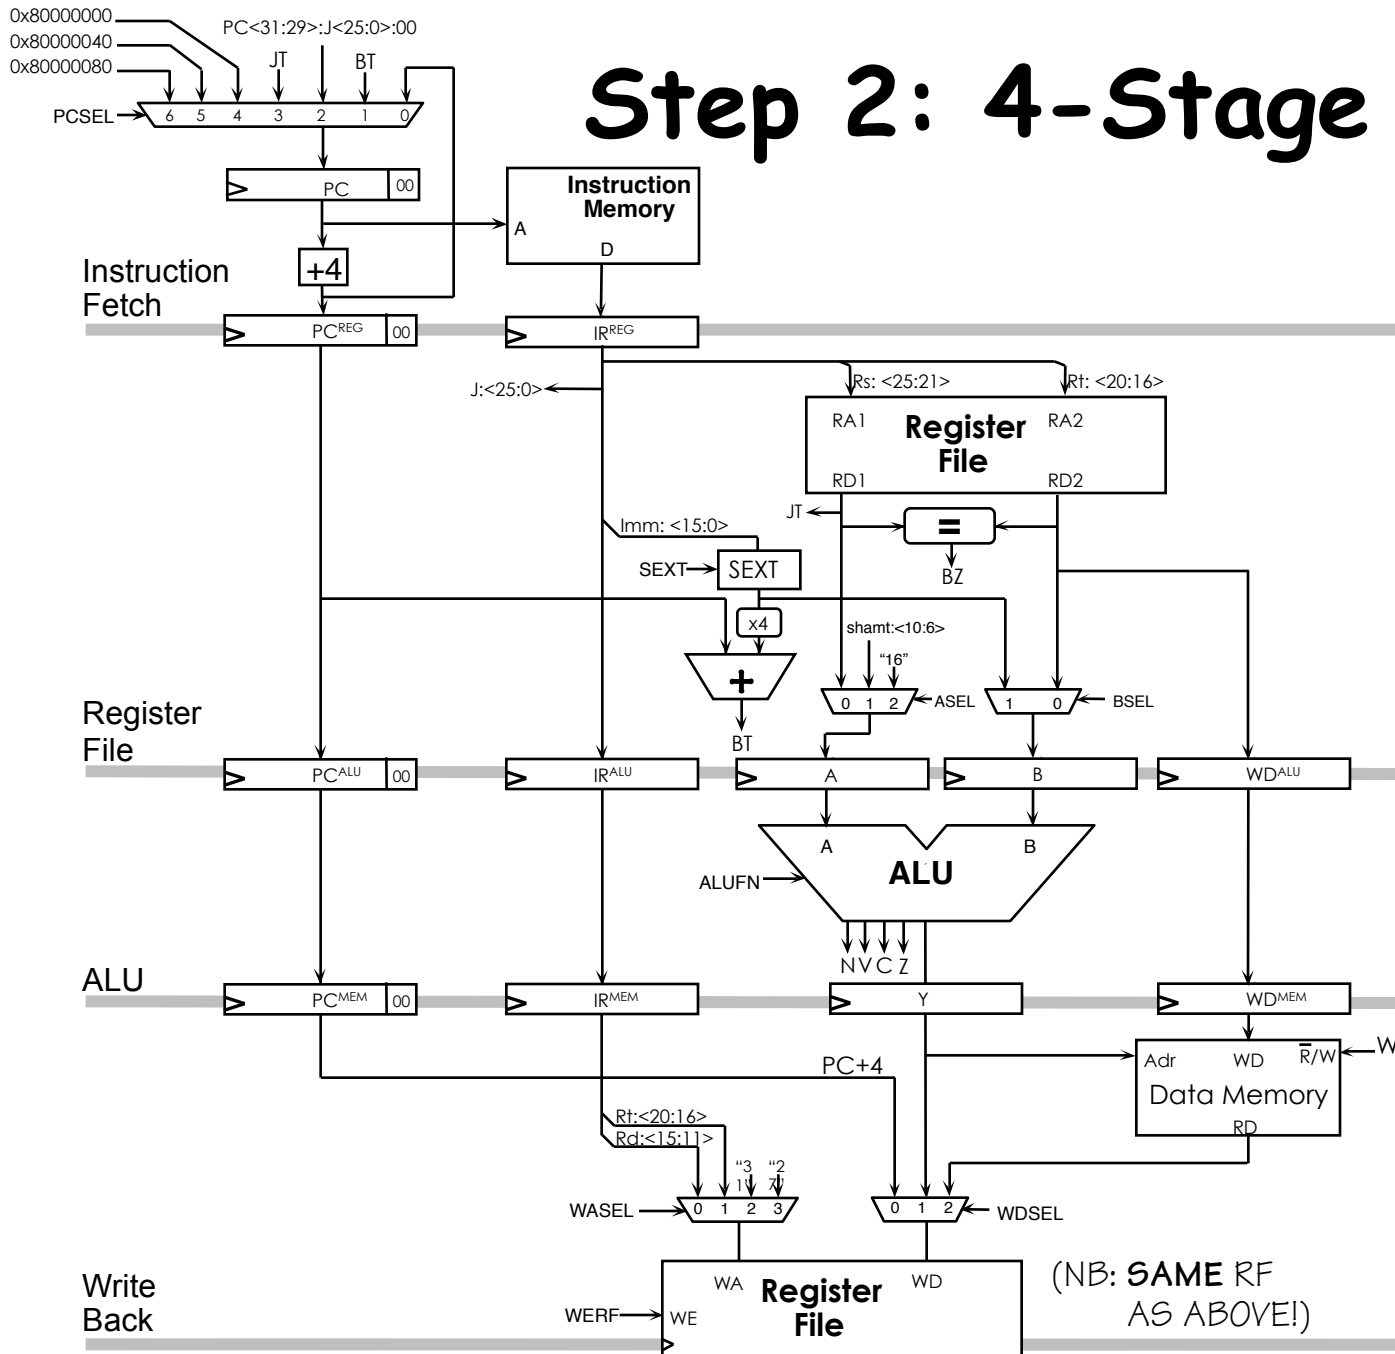 Step 2: 4-Stage
0x80000000
0x80000040
0x80000080
PC<31:29>:J<25:0>:00
JT
BT
PCSEL
6 5 4 3 2 1 0
PC 00
Instruction
Memory
A
D
+4
Instruction
Fetch
PCREG 00
IRREG
J:<25:0>
Rs: <25:21>
Rt: <20:16>
RA1
RA2
Register
File
RD1
RD2
JT
=
BZ
Imm: <15:0>
SEXT
SEXT
x4
shamt:<10:6>
"16"
+
0 1 2
ASEL
1 0
BSEL
BT
Register
File
PCALU 00
IRALU
A
B
WDALU
A
B
ALU
ALUFN
N V C Z
ALU
PCMEM 00
IRMEM
Y
WDMEM
PC+4
Adr
WD
R/W
W
Data Memory
RD
Rt:<20:16>
Rd:<15:11>
"3
1"
"2
7"
WASEL
0 1 2 3
0 1 2
WDSEL
Write
Back
WA
WD
Register
File
WERF
WE
(NB: SAME RF
AS ABOVE!)